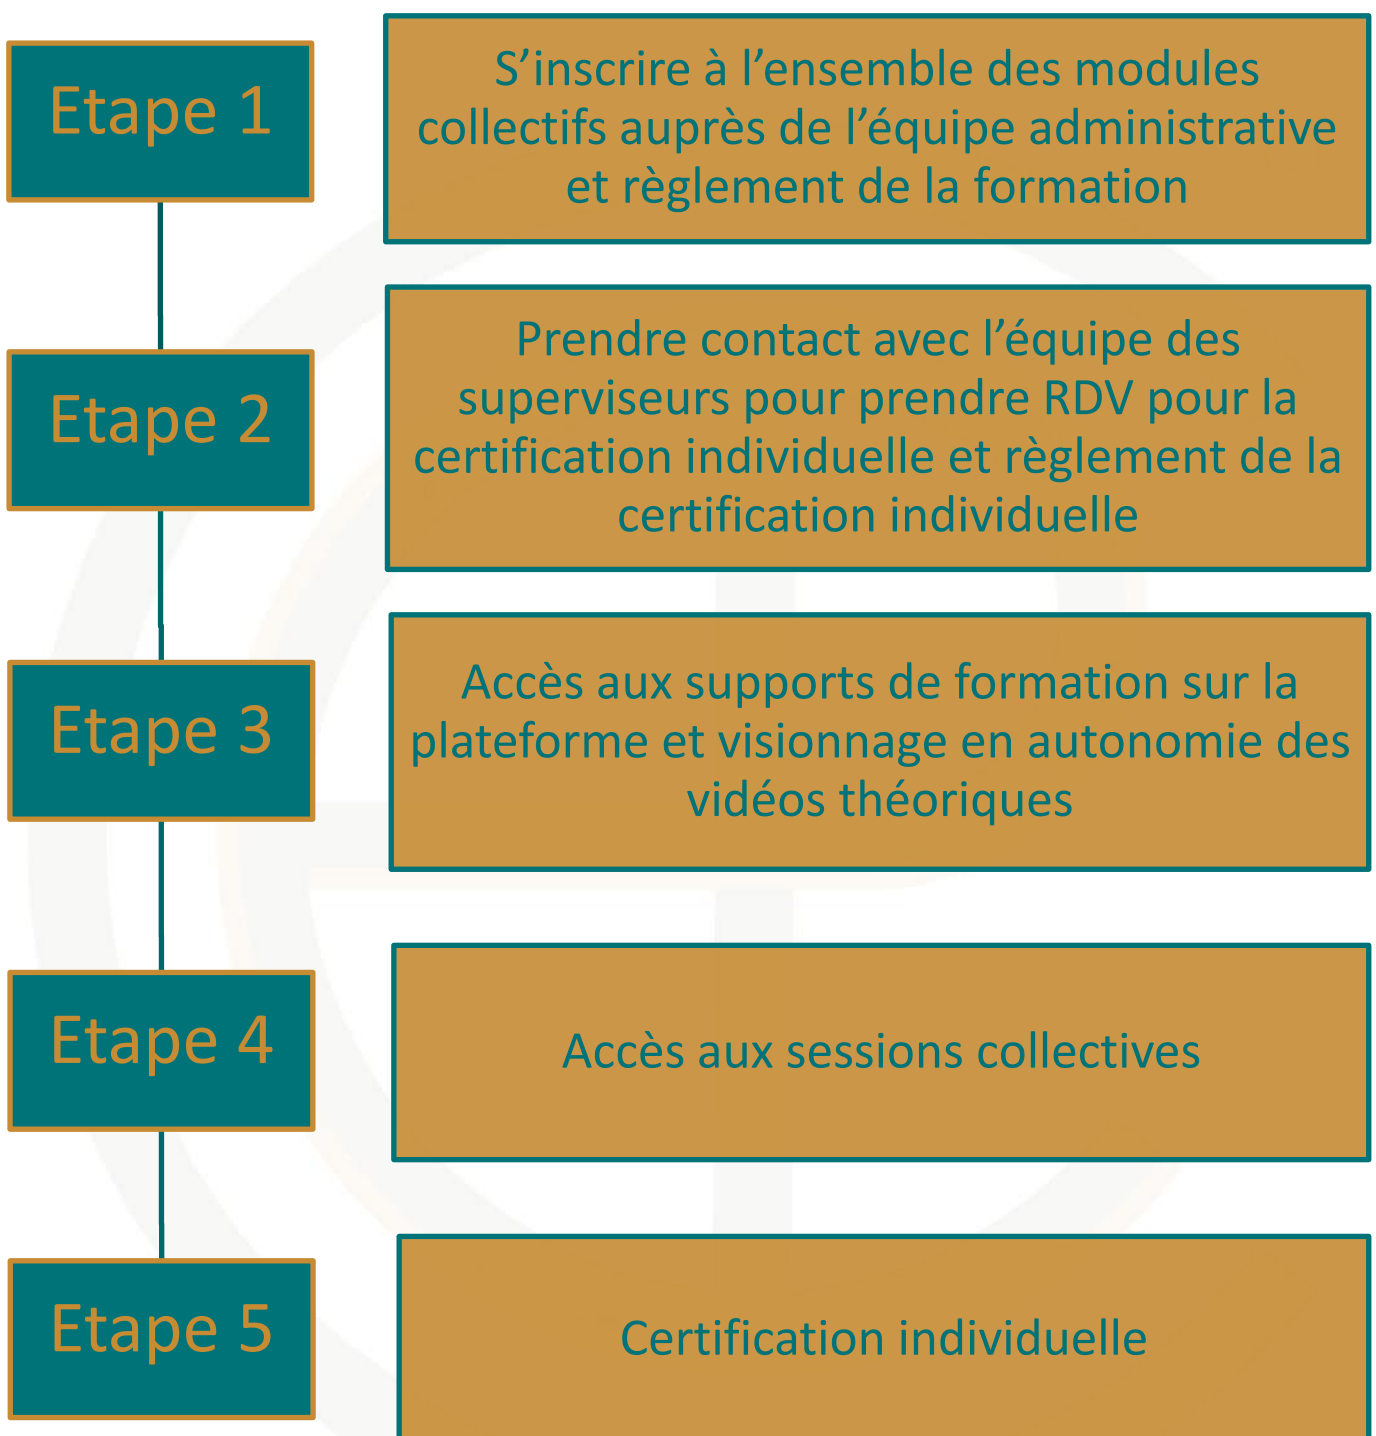 Etape 1
S’inscrire à l’ensemble des modules
collectifs auprès de l’équipe administrative
et règlement de la formation
Etape 2
Prendre contact avec l’équipe des
superviseurs pour prendre RDV pour la
certification individuelle et règlement de la
certification individuelle
Etape 3
Accès aux supports de formation sur la
plateforme et visionnage en autonomie des
vidéos théoriques
Etape 4
Accès aux sessions collectives
Etape 5
Certification individuelle